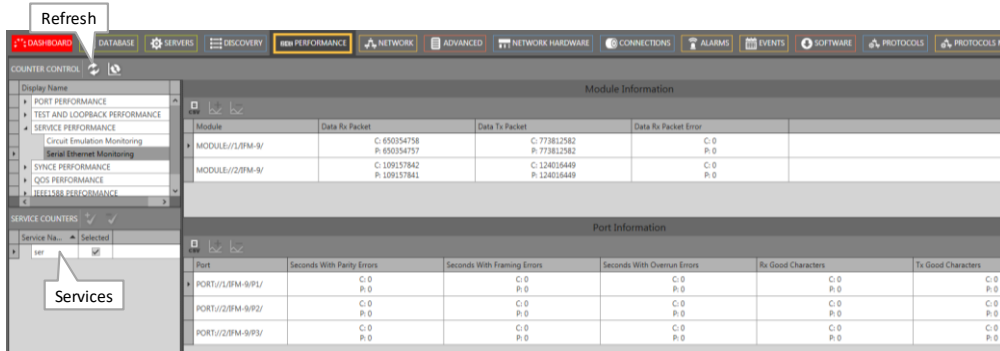 Refresh
DASHBOARD DATABASE SERVERS DISCOVERY PERFORMANCE NETWORK ADVANCED NETWORK HARDWARE CONNECTIONS ALARMS EVENTS SOFTWARE PROTOCOLS PROTOCOLS
COUNTER CONTROL
Display Name
PORT PERFORMANCE
TEST AND LOOPBACK PERFORMANCE
SERVICE PERFORMANCE
Circuit Emulation Monitoring
Serial Ethernet Monitoring
SYNCE PERFORMANCE
QOS PERFORMANCE
IEEE1588 PERFORMANCE
SERVICE COUNTERS
Service Na... Selected
ser
Services
Module Information
Module Data Rx Packet Data Tx Packet Data Rx Packet Error
MODULE://1/IFM-9/ C: 650354758 C: 773812582 C: 0
P: 650354757 P: 773812582 P: 0
MODULE://2/IFM-9/ C: 109157842 C: 124016449 C: 0
P: 109157841 P: 124016449 P: 0
Port Information
Port Seconds With Parity Errors Seconds With Framing Errors Seconds With Overrun Errors Rx Good Characters Tx Good Characters
PORT://1/IFM-9/P1/ C: 0 C: 0 C: 0 C: 0 C: 0
P: 0 P: 0 P: 0 P: 0 P: 0
PORT://2/IFM-9/P2/ C: 0 C: 0 C: 0 C: 0 C: 0
P: 0 P: 0 P: 0 P: 0 P: 0
PORT://2/IFM-9/P3/ C: 0 C: 0 C: 0 C: 0 C: 0
P: 0 P: 0 P: 0 P: 0 P: 0